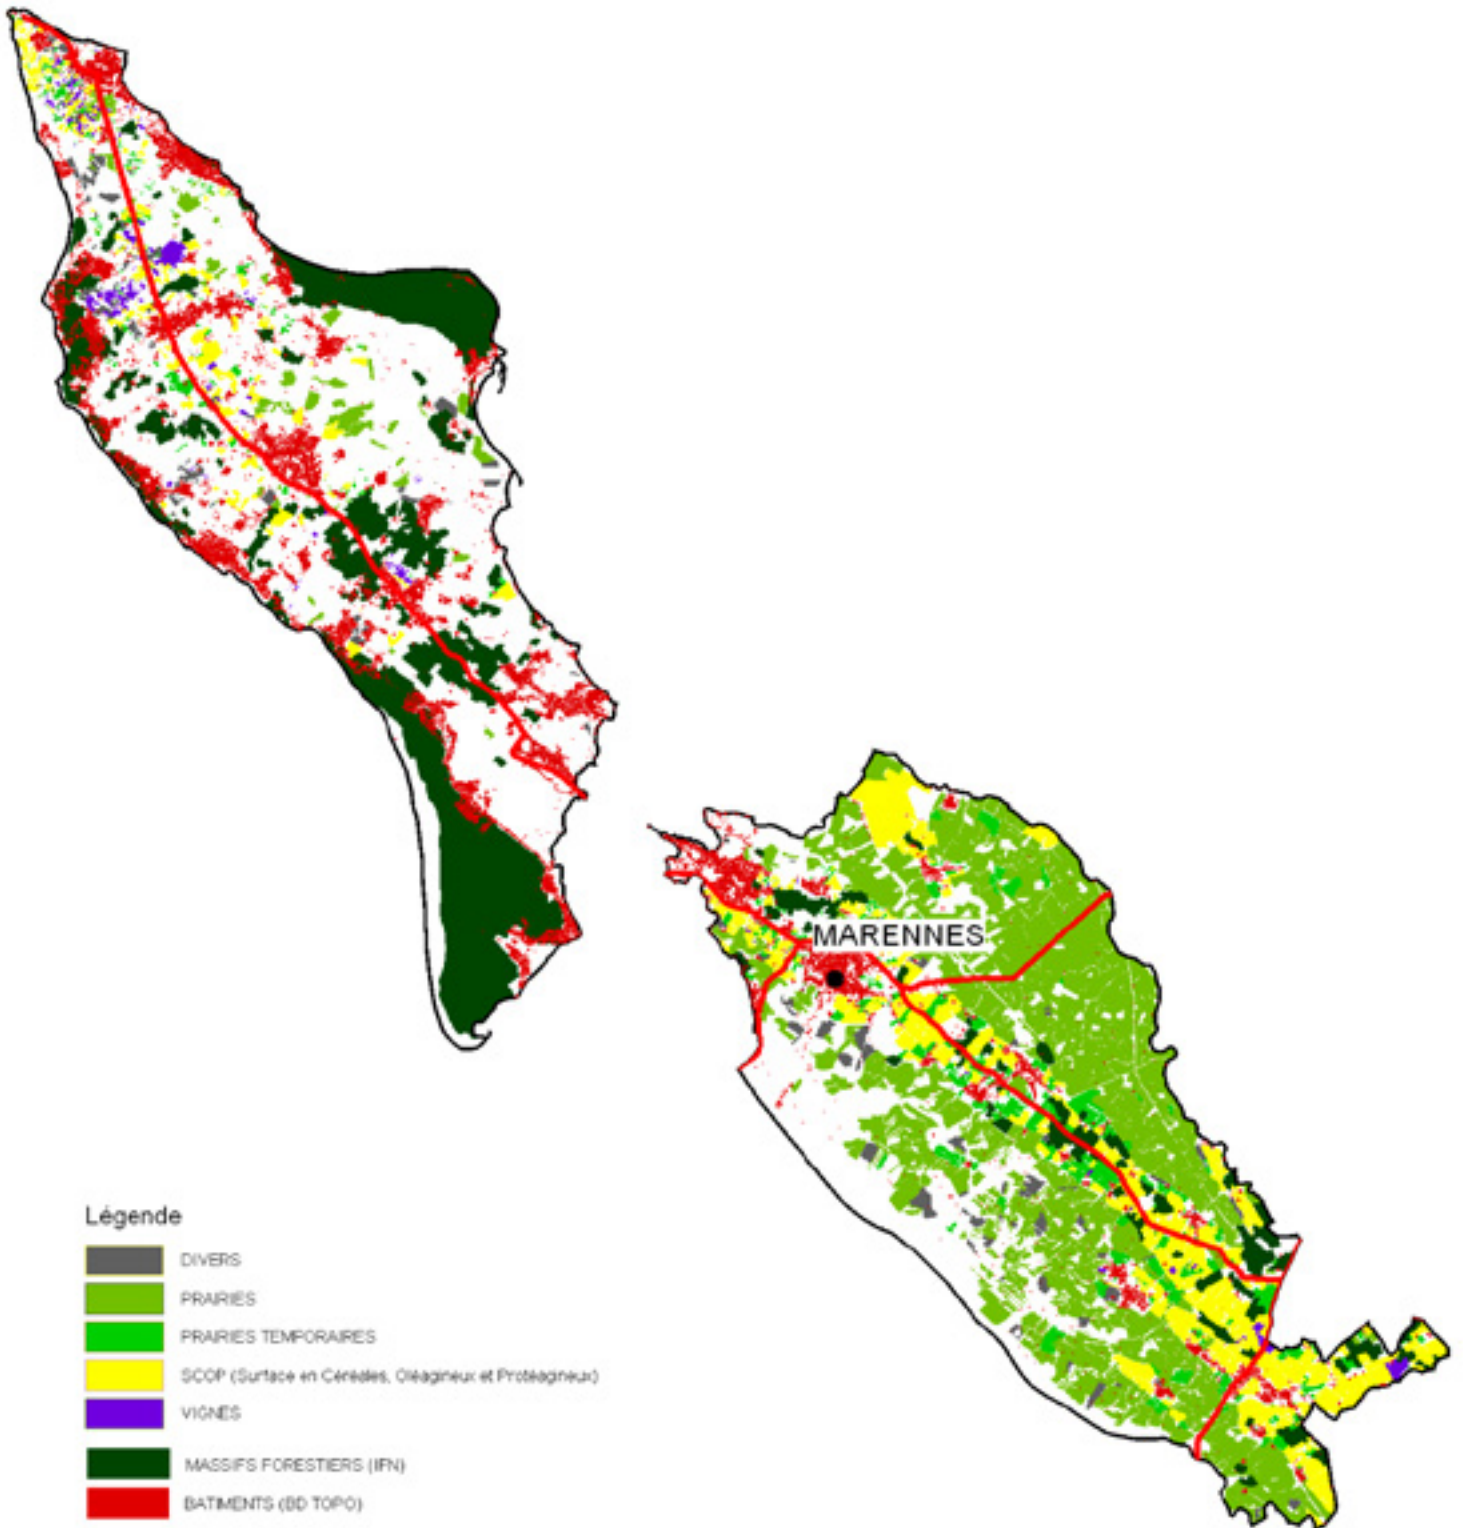 MARENNES
Légende
DIVERS
PRAIRIES
PRAIRIES TEMPORAIRES
SCOP (Surface en Céréales, Oléagineux et Protéagineux)
VIGNES
MASSIFS FORESTIERS (IFN)
BATIMENTS (BD TOPO)